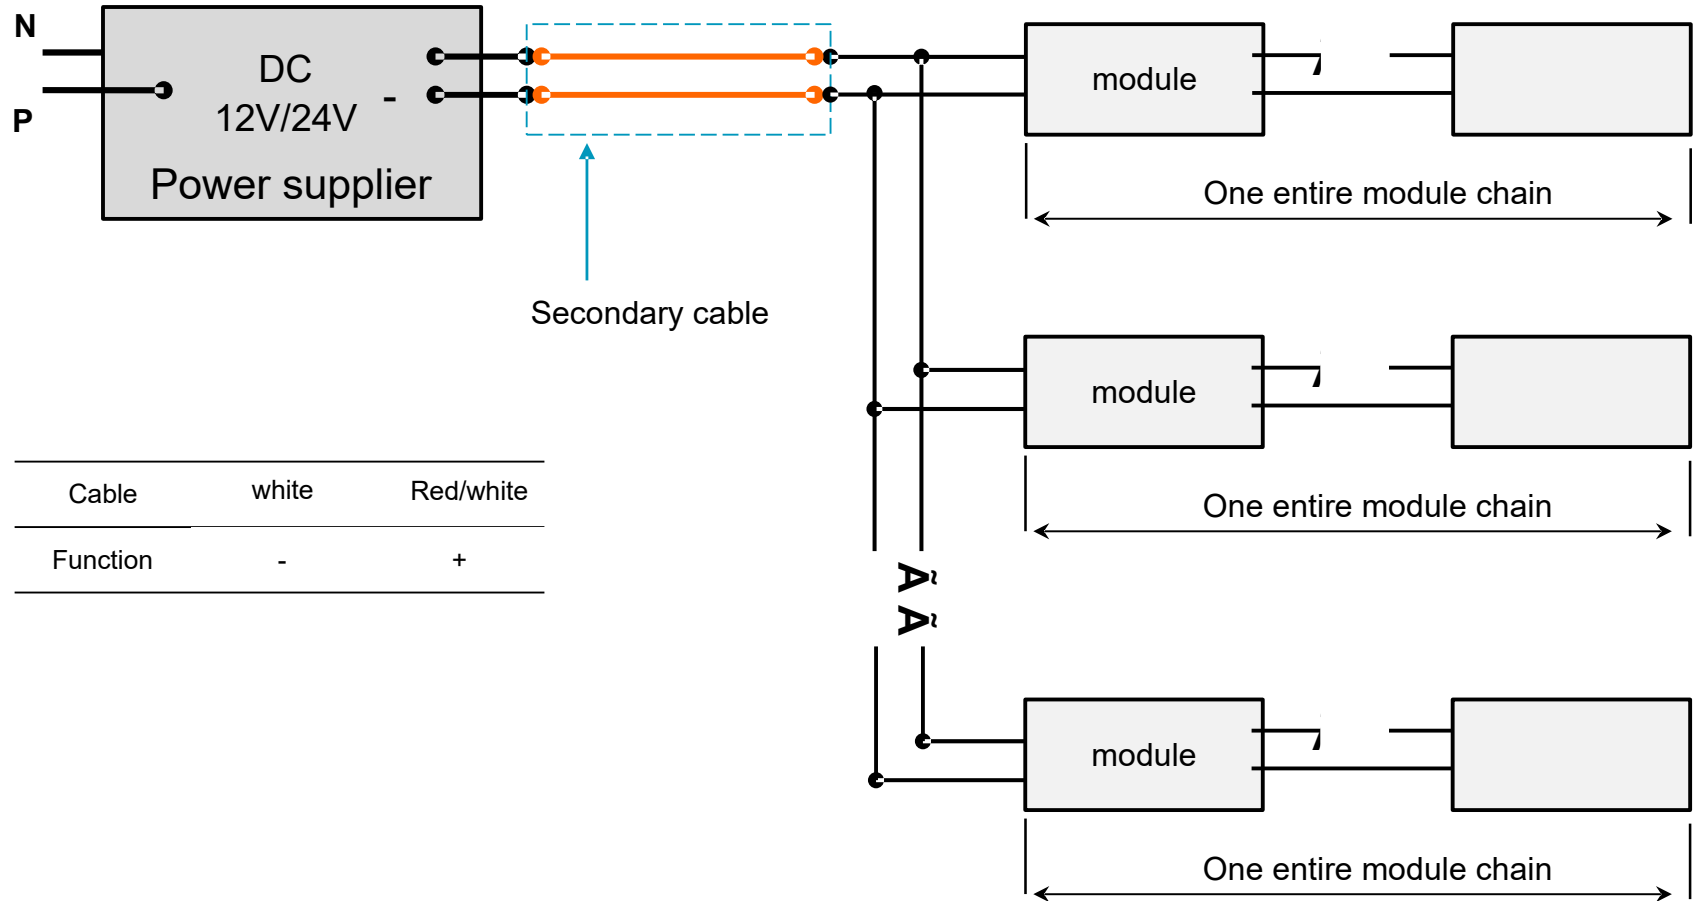 N
P
DC
12V/24V -
Power supplier
Secondary cable
module
One entire module chain
module
One entire module chain
Cable white Red/white
Function - +
Ã
Ã
module
One entire module chain